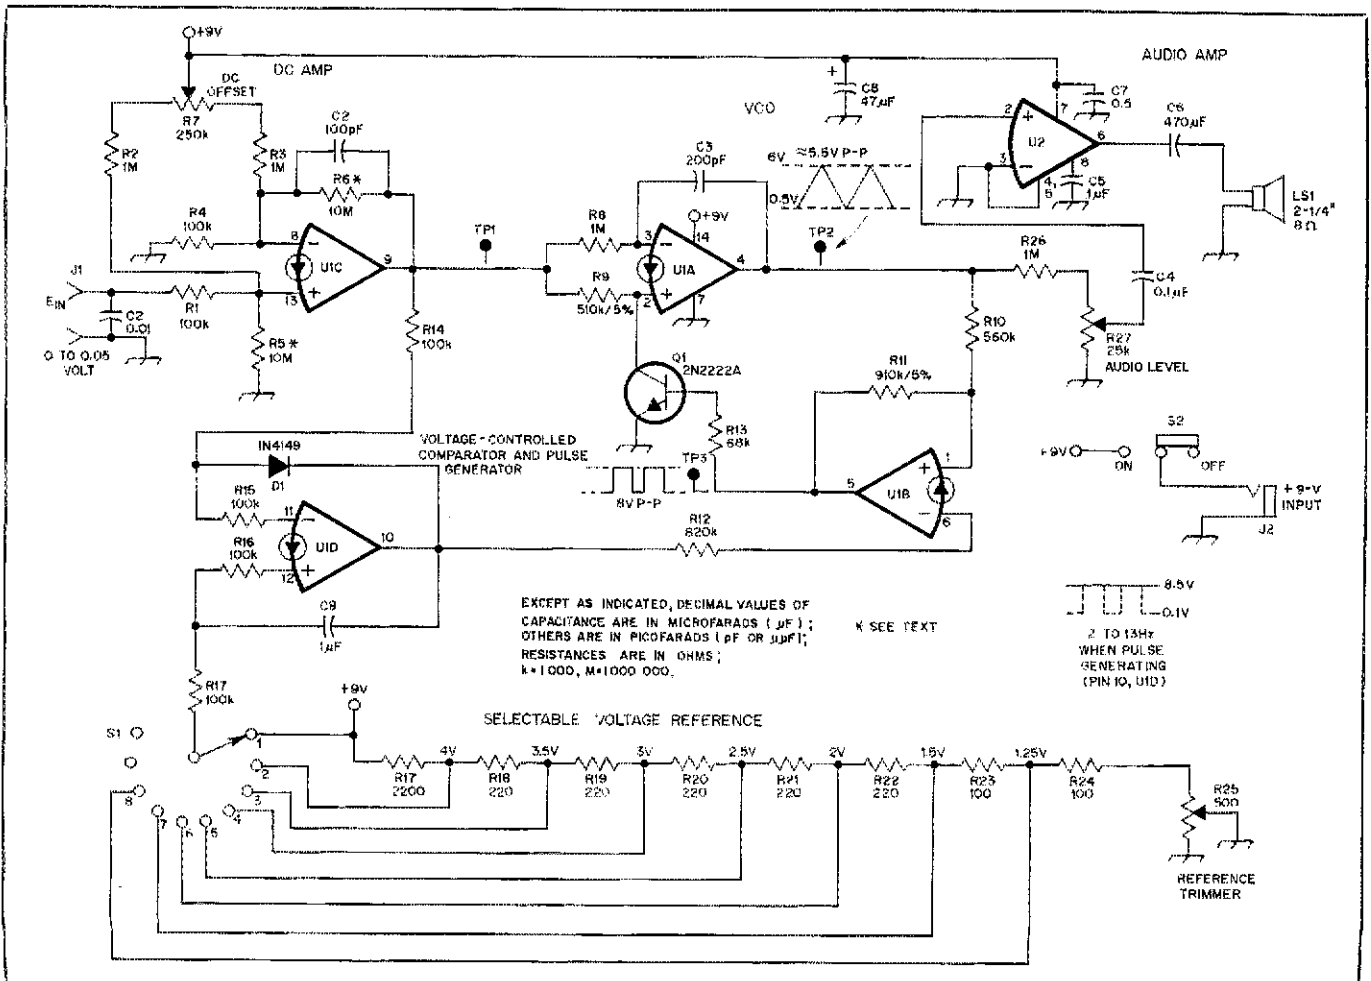 +9V
DC AMP
DC
OFFSET
R7
250k
R2
1M
R3
1M
C2
100pF
R6*
10M
R4
100k
8
-
U1C
9
13
+
J1
EIN
C2
0.01
R1
100k
0 TO 0.05
VOLT
R5*
10M
R14
100k
TP1
VCO
+
C8
47µF
C3
200pF
R8
1M
R9
510k/5%
+9V
3
-
14
U1A
4
2
+
7
6V
≈5.5V P-P
0.5V
TP2
AUDIO AMP
C7
0.5
2
+
7
U2
6
3
-
4
5
8
C5
1µF
C6
470µF
LS1
2-1/4"
8Ω
R26
1M
C4
0.1µF
R27
25k
AUDIO LEVEL
R10
560k
R11
910k/5%
Q1
2N2222A
R13
68k
TP3
8V P-P
5
U1B
+
1
-
6
R12
820k
VOLTAGE-CONTROLLED
COMPARATOR AND PULSE
GENERATOR
IN4149
D1
R15
100k
R16
100k
11
-
U1D
10
12
+
C9
1µF
S2
+9V
ON
OFF
+9-V
INPUT
J2
8.5V
0.1V
2 TO 13Hz
WHEN PULSE
GENERATING
(PIN 10, U1D)
EXCEPT AS INDICATED, DECIMAL VALUES OF
CAPACITANCE ARE IN MICROFARADS (µF);
OTHERS ARE IN PICOFARADS (pF OR µµF);
RESISTANCES ARE IN OHMS;
k=1000, M=1000 000.
* SEE TEXT
R17
100k
+9V
SELECTABLE VOLTAGE REFERENCE
S1
1
2
3
4
5
6
7
8
R17
2200
4V
R18
220
3.5V
R19
220
3V
R20
220
2.5V
R21
220
2V
R22
220
1.5V
R23
100
1.25V
R24
100
R25
500
REFERENCE
TRIMMER